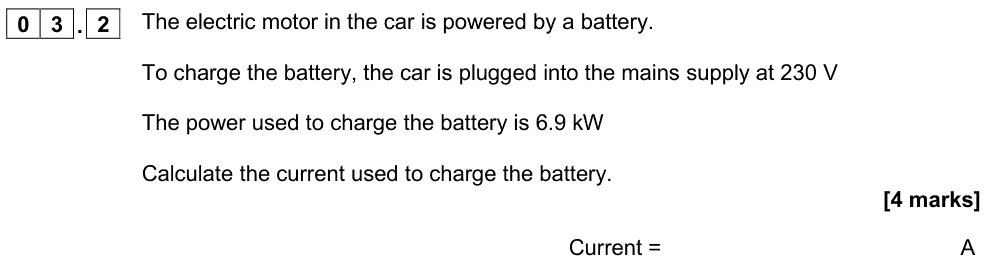 03.2 The electric motor in the car is powered by a battery.
To charge the battery, the car is plugged into the mains supply at 230 V
The power used to charge the battery is 6.9 kW
Calculate the current used to charge the battery.
[4 marks]
Current = A